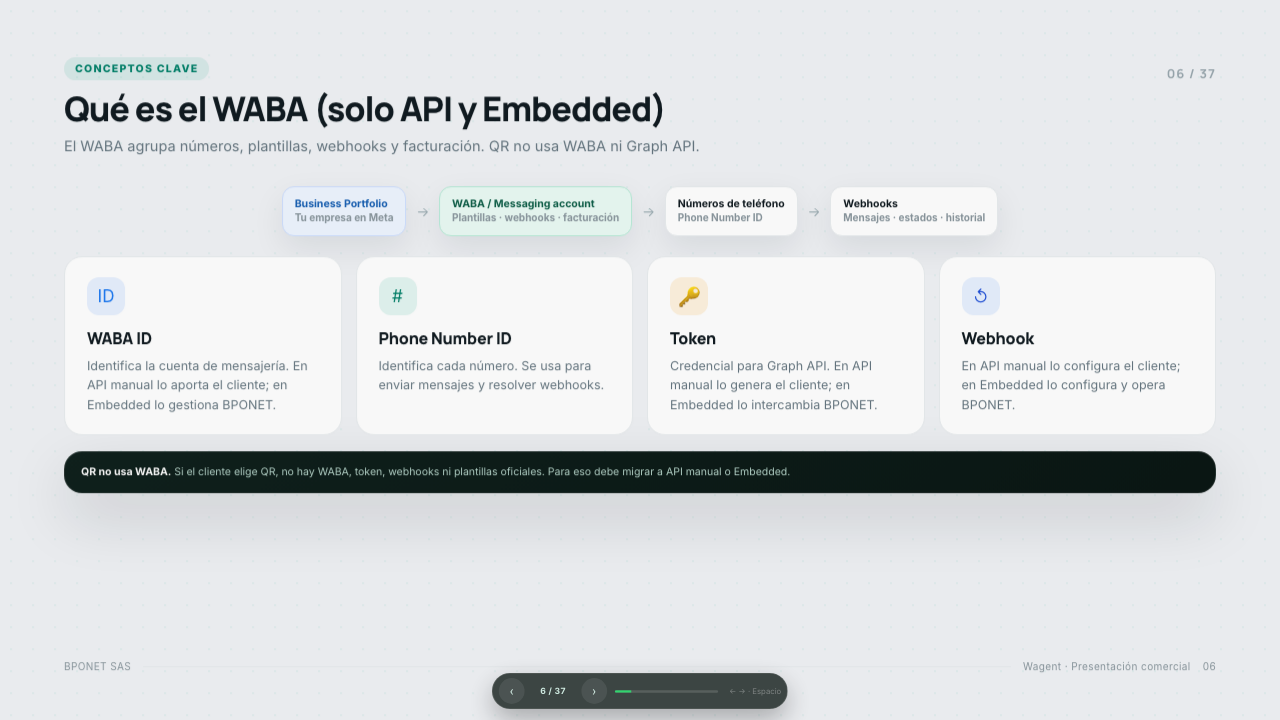 CONCEPTOS CLAVE
06 / 37
Qué es el WABA (solo API y Embedded)
El WABA agrupa números, plantillas, webhooks y facturación. QR no usa WABA ni Graph API.
Business Portfolio
Tu empresa en Meta
→
WABA / Messaging account
Plantillas · webhooks · facturación
→
Números de teléfono
Phone Number ID
→
Webhooks
Mensajes · estados · historial
ID
WABA ID
Identifica la cuenta de mensajería. En
API manual lo aporta el cliente; en
Embedded lo gestiona BPONET.
#
Phone Number ID
Identifica cada número. Se usa para
enviar mensajes y resolver webhooks.
Token
Credencial para Graph API. En API
manual lo genera el cliente; en
Embedded lo intercambia BPONET.
Webhook
En API manual lo configura el cliente;
en Embedded lo configura y opera
BPONET.
QR no usa WABA. Si el cliente elige QR, no hay WABA, token, webhooks ni plantillas oficiales. Para eso debe migrar a API manual o Embedded.
BPONET SAS
Wagent · Presentación comercial 06
‹ 6 / 37 › ← → · Espacio